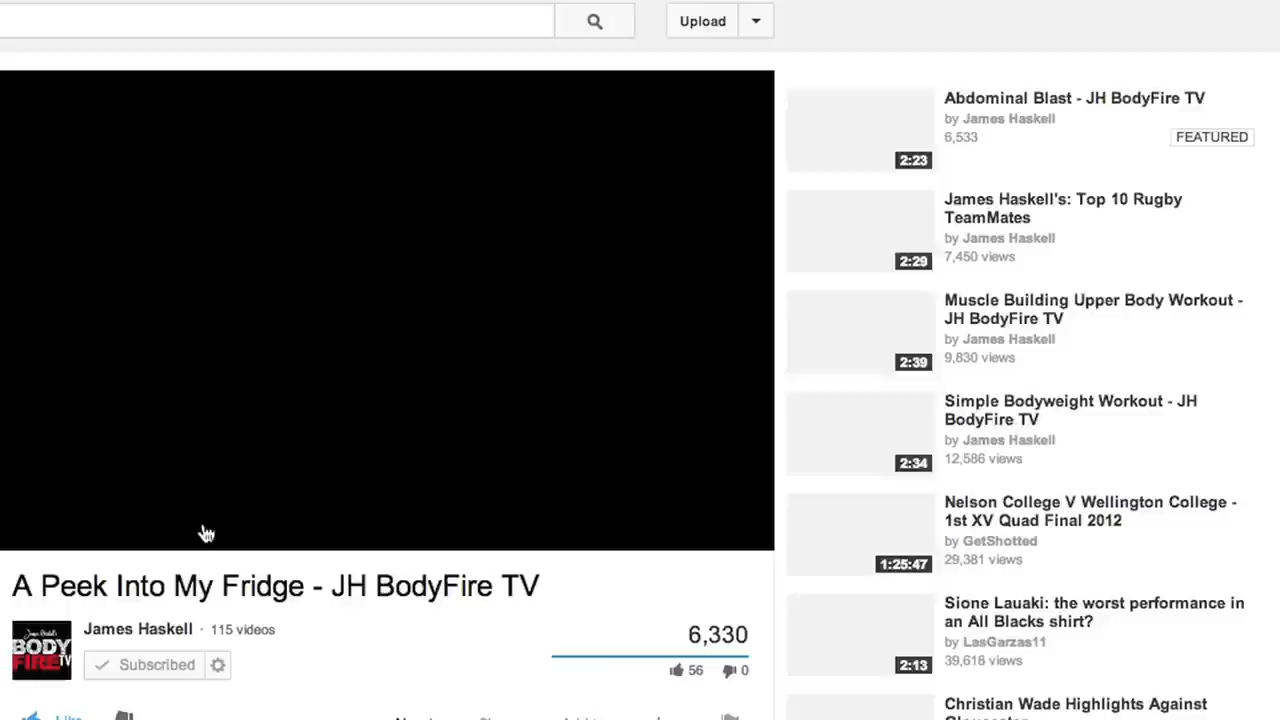 Upload
Abdominal Blast - JH BodyFire TV
by James Haskell
6,533
FEATURED
2:23
James Haskell's: Top 10 Rugby
TeamMates
by James Haskell
7,450 views
2:29
Muscle Building Upper Body Workout -
JH BodyFire TV
by James Haskell
9,830 views
2:39
Simple Bodyweight Workout - JH
BodyFire TV
by James Haskell
12,586 views
2:34
Nelson College V Wellington College -
1st XV Quad Final 2012
by GetShotted
29,381 views
1:25:47
Sione Lauaki: the worst performance in
an All Blacks shirt?
by LasGarzas11
39,618 views
2:13
Christian Wade Highlights Against
A Peek Into My Fridge - JH BodyFire TV
James Haskell · 115 videos
James Haskell's
BODY
FIRE TV
Subscribed
6,330
56 0
Like